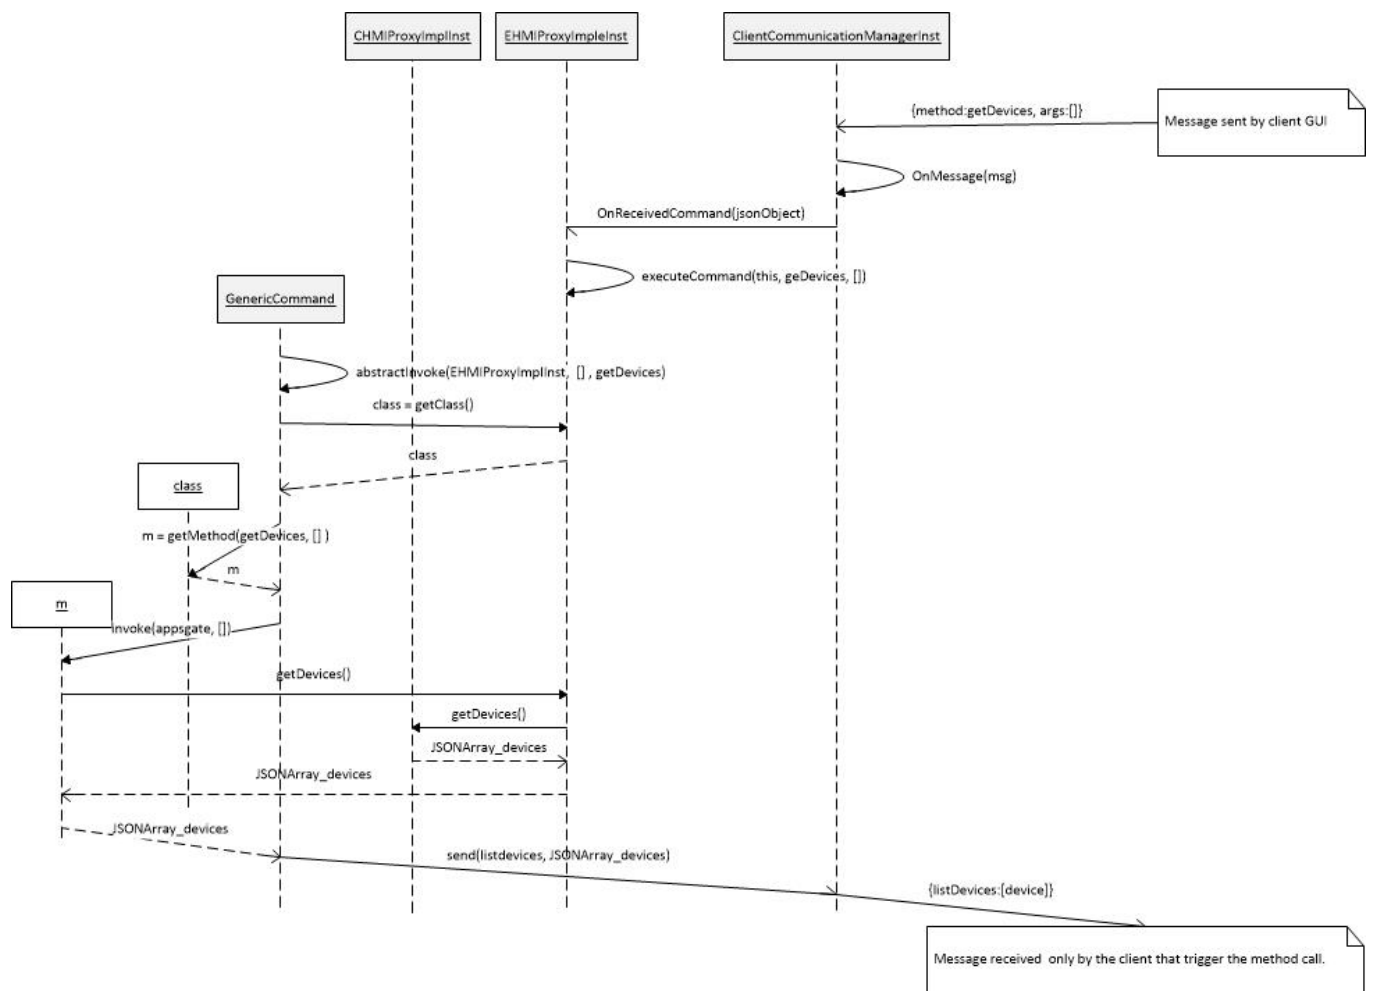 CHMIProxyImplInst
EHMIProxyImpleInst
ClientCommunicationManagerInst
{method:getDevices, args:[]}
Message sent by client GUI
OnMessage(msg)
OnReceivedCommand(jsonObject)
executeCommand(this, geDevices, [])
GenericCommand
abstractInvoke(EHMIProxyImplInst, [] , getDevices)
class = getClass()
class
class
m = getMethod(getDevices, [] )
m
m
invoke(appsgate, [])
getDevices()
getDevices()
JSONArray_devices
JSONArray_devices
JSONArray_devices
send(listdevices, JSONArray_devices)
{listDevices:[device]}
Message received only by the client that trigger the method call.